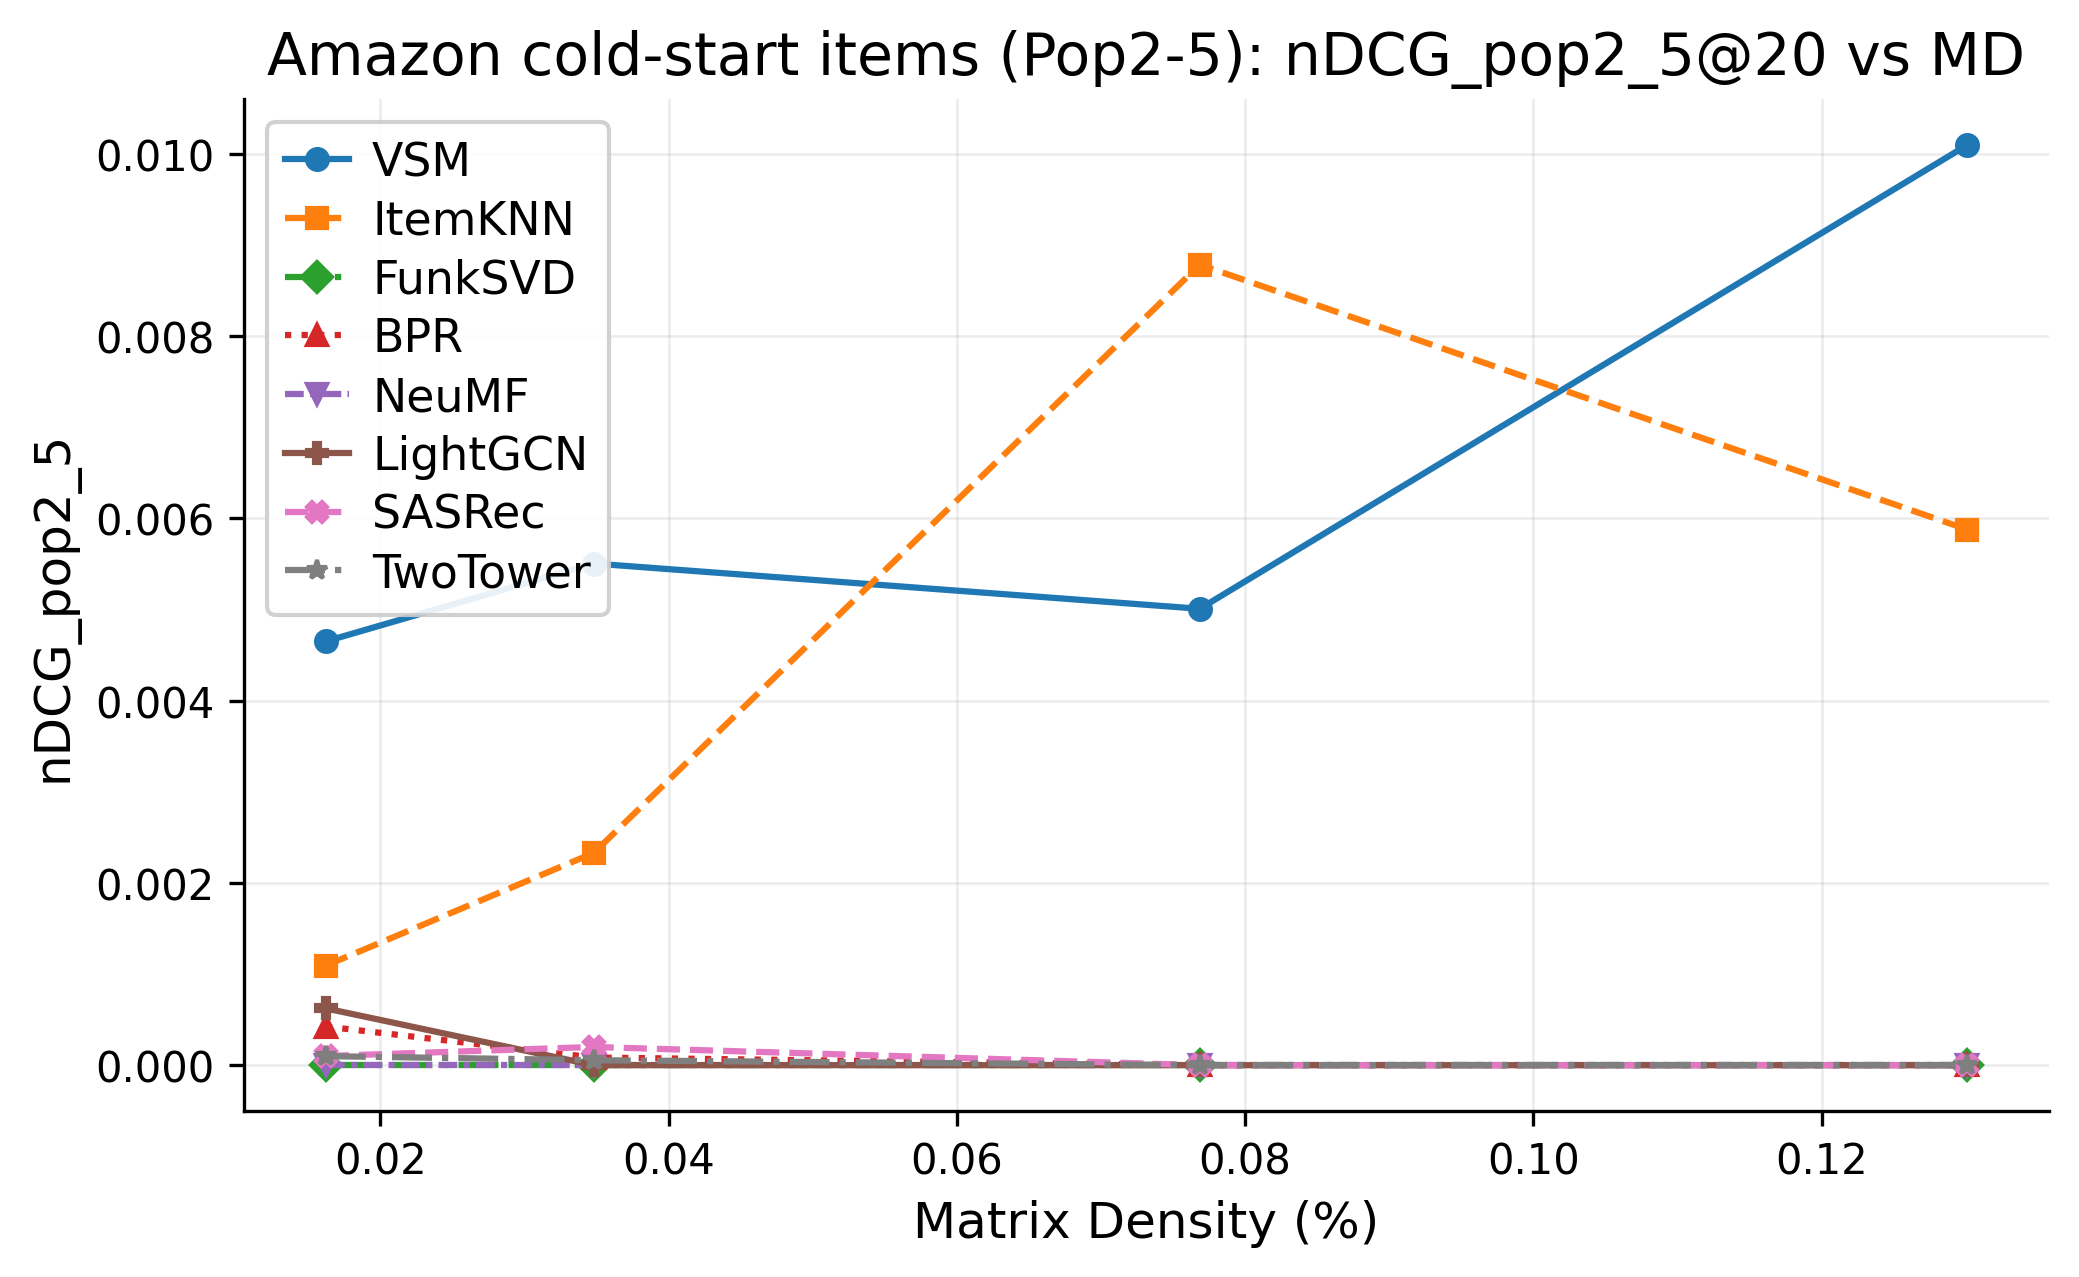 Amazon cold-start items (Pop2-5): nDCG_pop2_5@20 vs MD
nDCG_pop2_5
0.010
0.008
0.006
0.004
0.002
0.000
VSM
ItemKNN
FunkSVD
BPR
NeuMF
LightGCN
SASRec
TwoTower
0.02 0.04 0.06 0.08 0.10 0.12
Matrix Density (%)